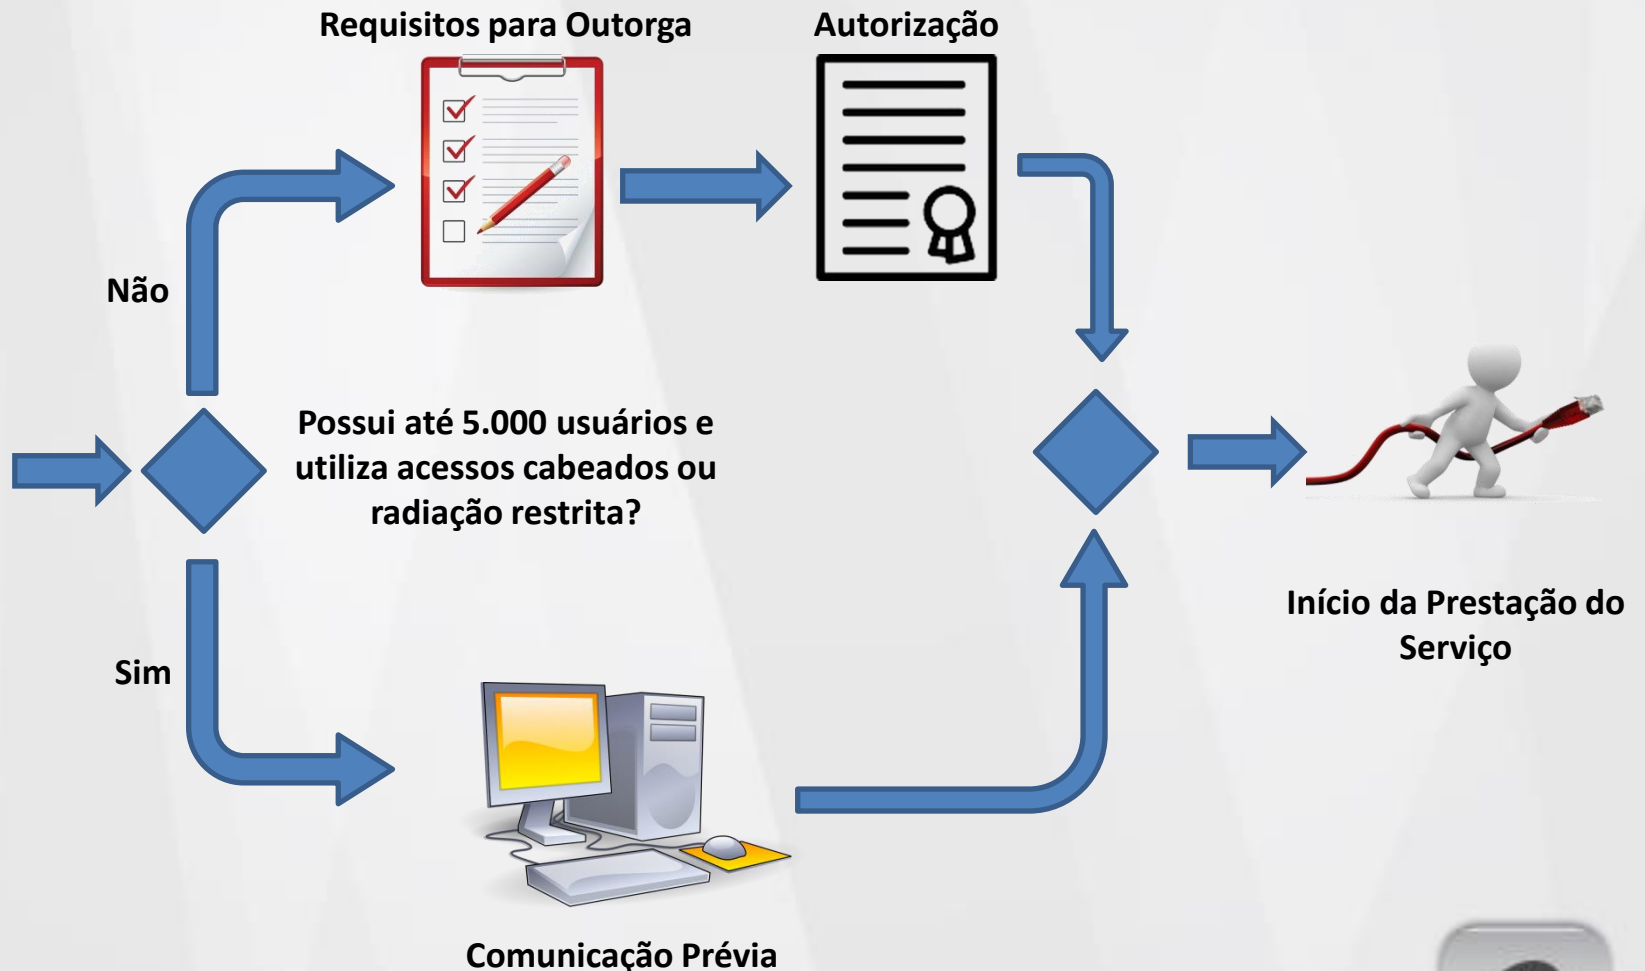 Requisitos para Outorga
Autorização
Não
Possui até 5.000 usuários e
utiliza acessos cabeados ou
radiação restrita?
Início da Prestação do
Serviço
Sim
Comunicação Prévia